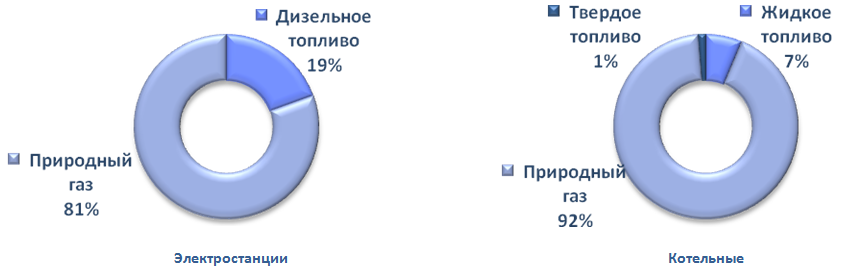 Дизельное
топливо
19%
Природный
газ
81%
Электростанции
Твердое
топливо
1%
Жидкое
топливо
7%
Природный
газ
92%
Котельные